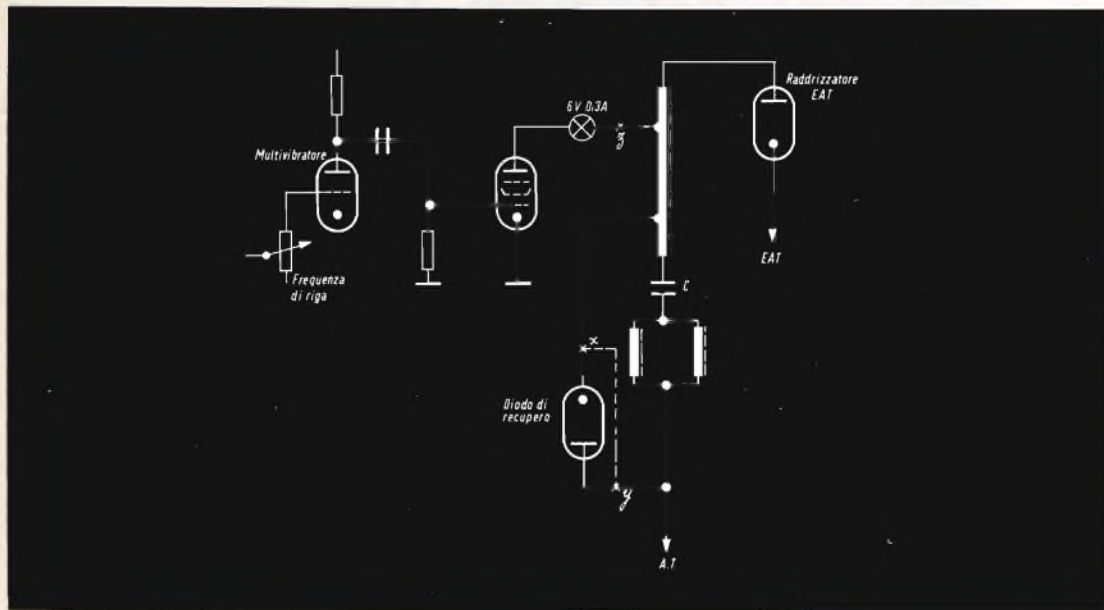 Raddrizzatore
EAT
6V 0,3A
z
Multivibratore
EAT
Frequenza
di riga
C
x
Diodo di
recupero
y
A.T